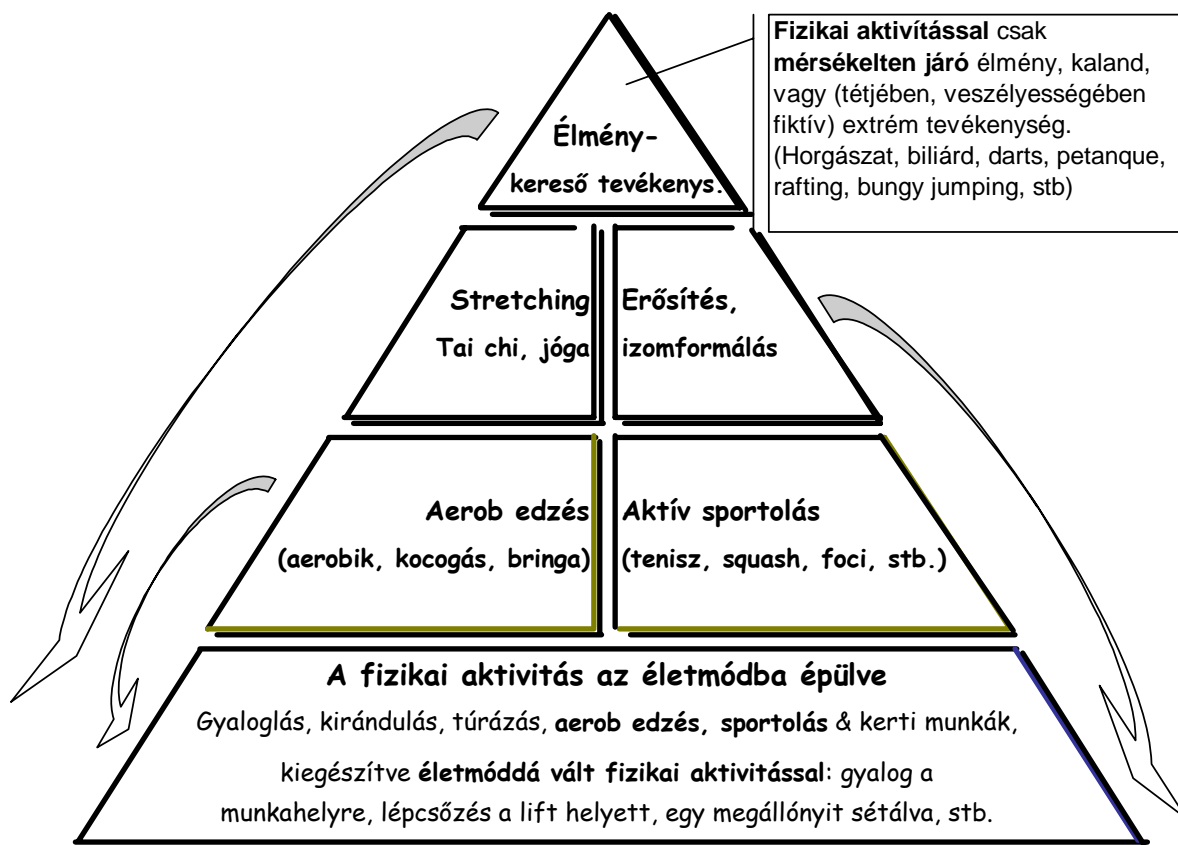 Fizikai aktivitással csak
mérsékelten járó élmény, kaland,
vagy (tétjében, veszélyességében
fiktív) extrém tevékenység.
(Horgászat, biliárd, darts, petanque,
rafting, bungy jumping, stb)
Élmény-
kereső tevékenys.
Stretching
Tai chi, jóga
Erősítés,
izomformálás
Aerob edzés
(aerobik, kocogás, bringa)
Aktív sportolás
(tenisz, squash, foci, stb.)
A fizikai aktivitás az életmódba épülve
Gyaloglás, kirándulás, túrázás, aerob edzés, sportolás & kerti munkák,
kiegészítve életmóddá vált fizikai aktivitással: gyalog a
munkahelyre, lépcsőzés a lift helyett, egy megállónyit sétálva, stb.